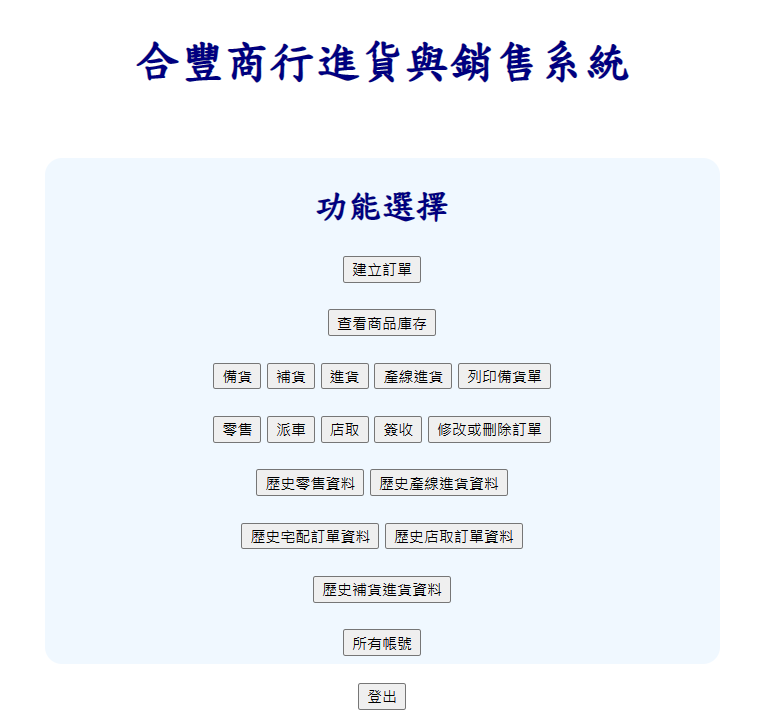 合豐商行進貨與銷售系統
功能選擇
建立訂單
查看商品庫存
備貨 補貨 進貨 產線進貨 列印備貨單
零售 派車 店取 簽收 修改或刪除訂單
歷史零售資料 歷史產線進貨資料
歷史宅配訂單資料 歷史店取訂單資料
歷史補貨進貨資料
所有帳號
登出